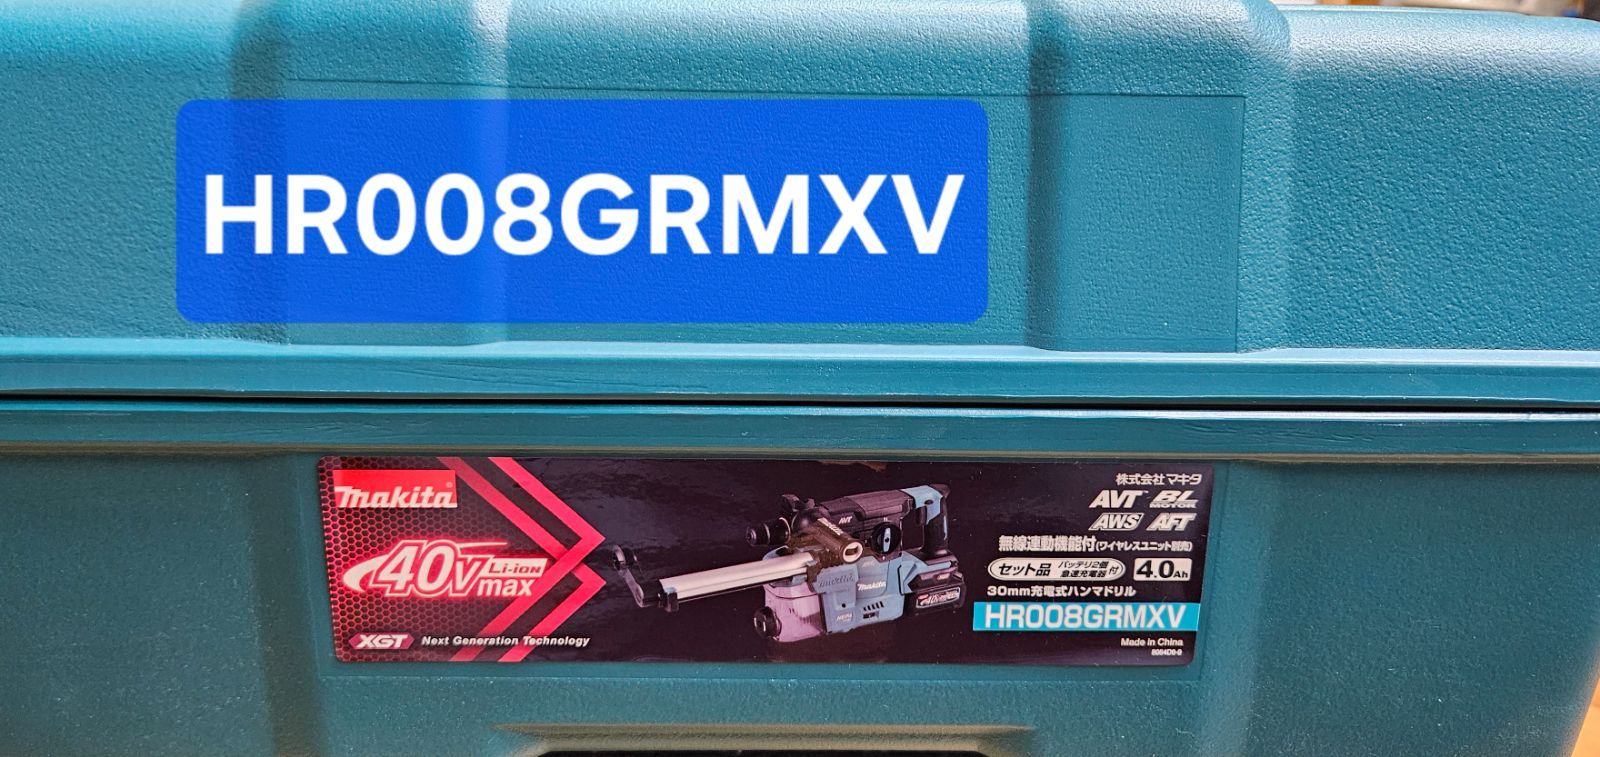 HR008GRMXV
makita
40Vmax Li-ion
XGT Next Generation Technology
AVT
makita
株式会社マキタ
AVT BL MOTOR
AWS AFT
無線連動機能付(ワイヤレスユニット別売)
セット品 バッテリ2個 急速充電器 付 4.0Ah
30mm充電式ハンマドリル
HR008GRMXV
Made in China